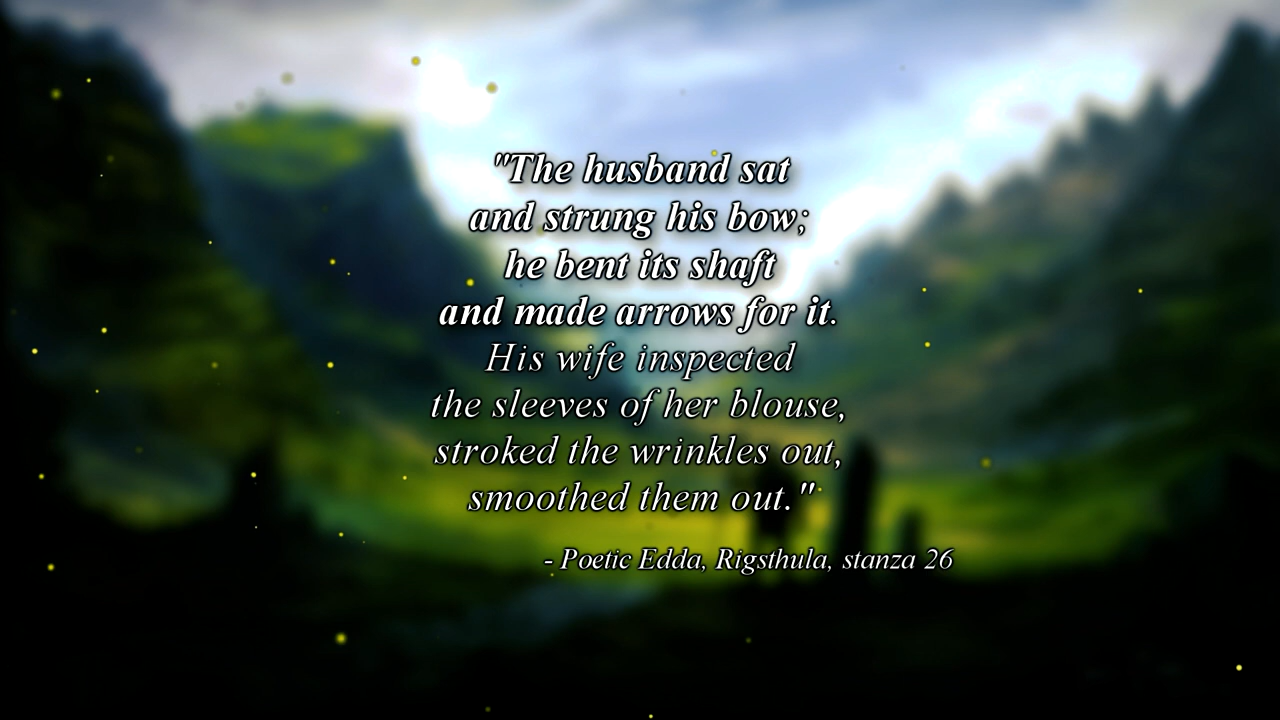 "The husband sat
and strung his bow;
he bent its shaft
and made arrows for it.
His wife inspected
the sleeves of her blouse,
stroked the wrinkles out,
smoothed them out."
- Poetic Edda, Rigsthula, stanza 26